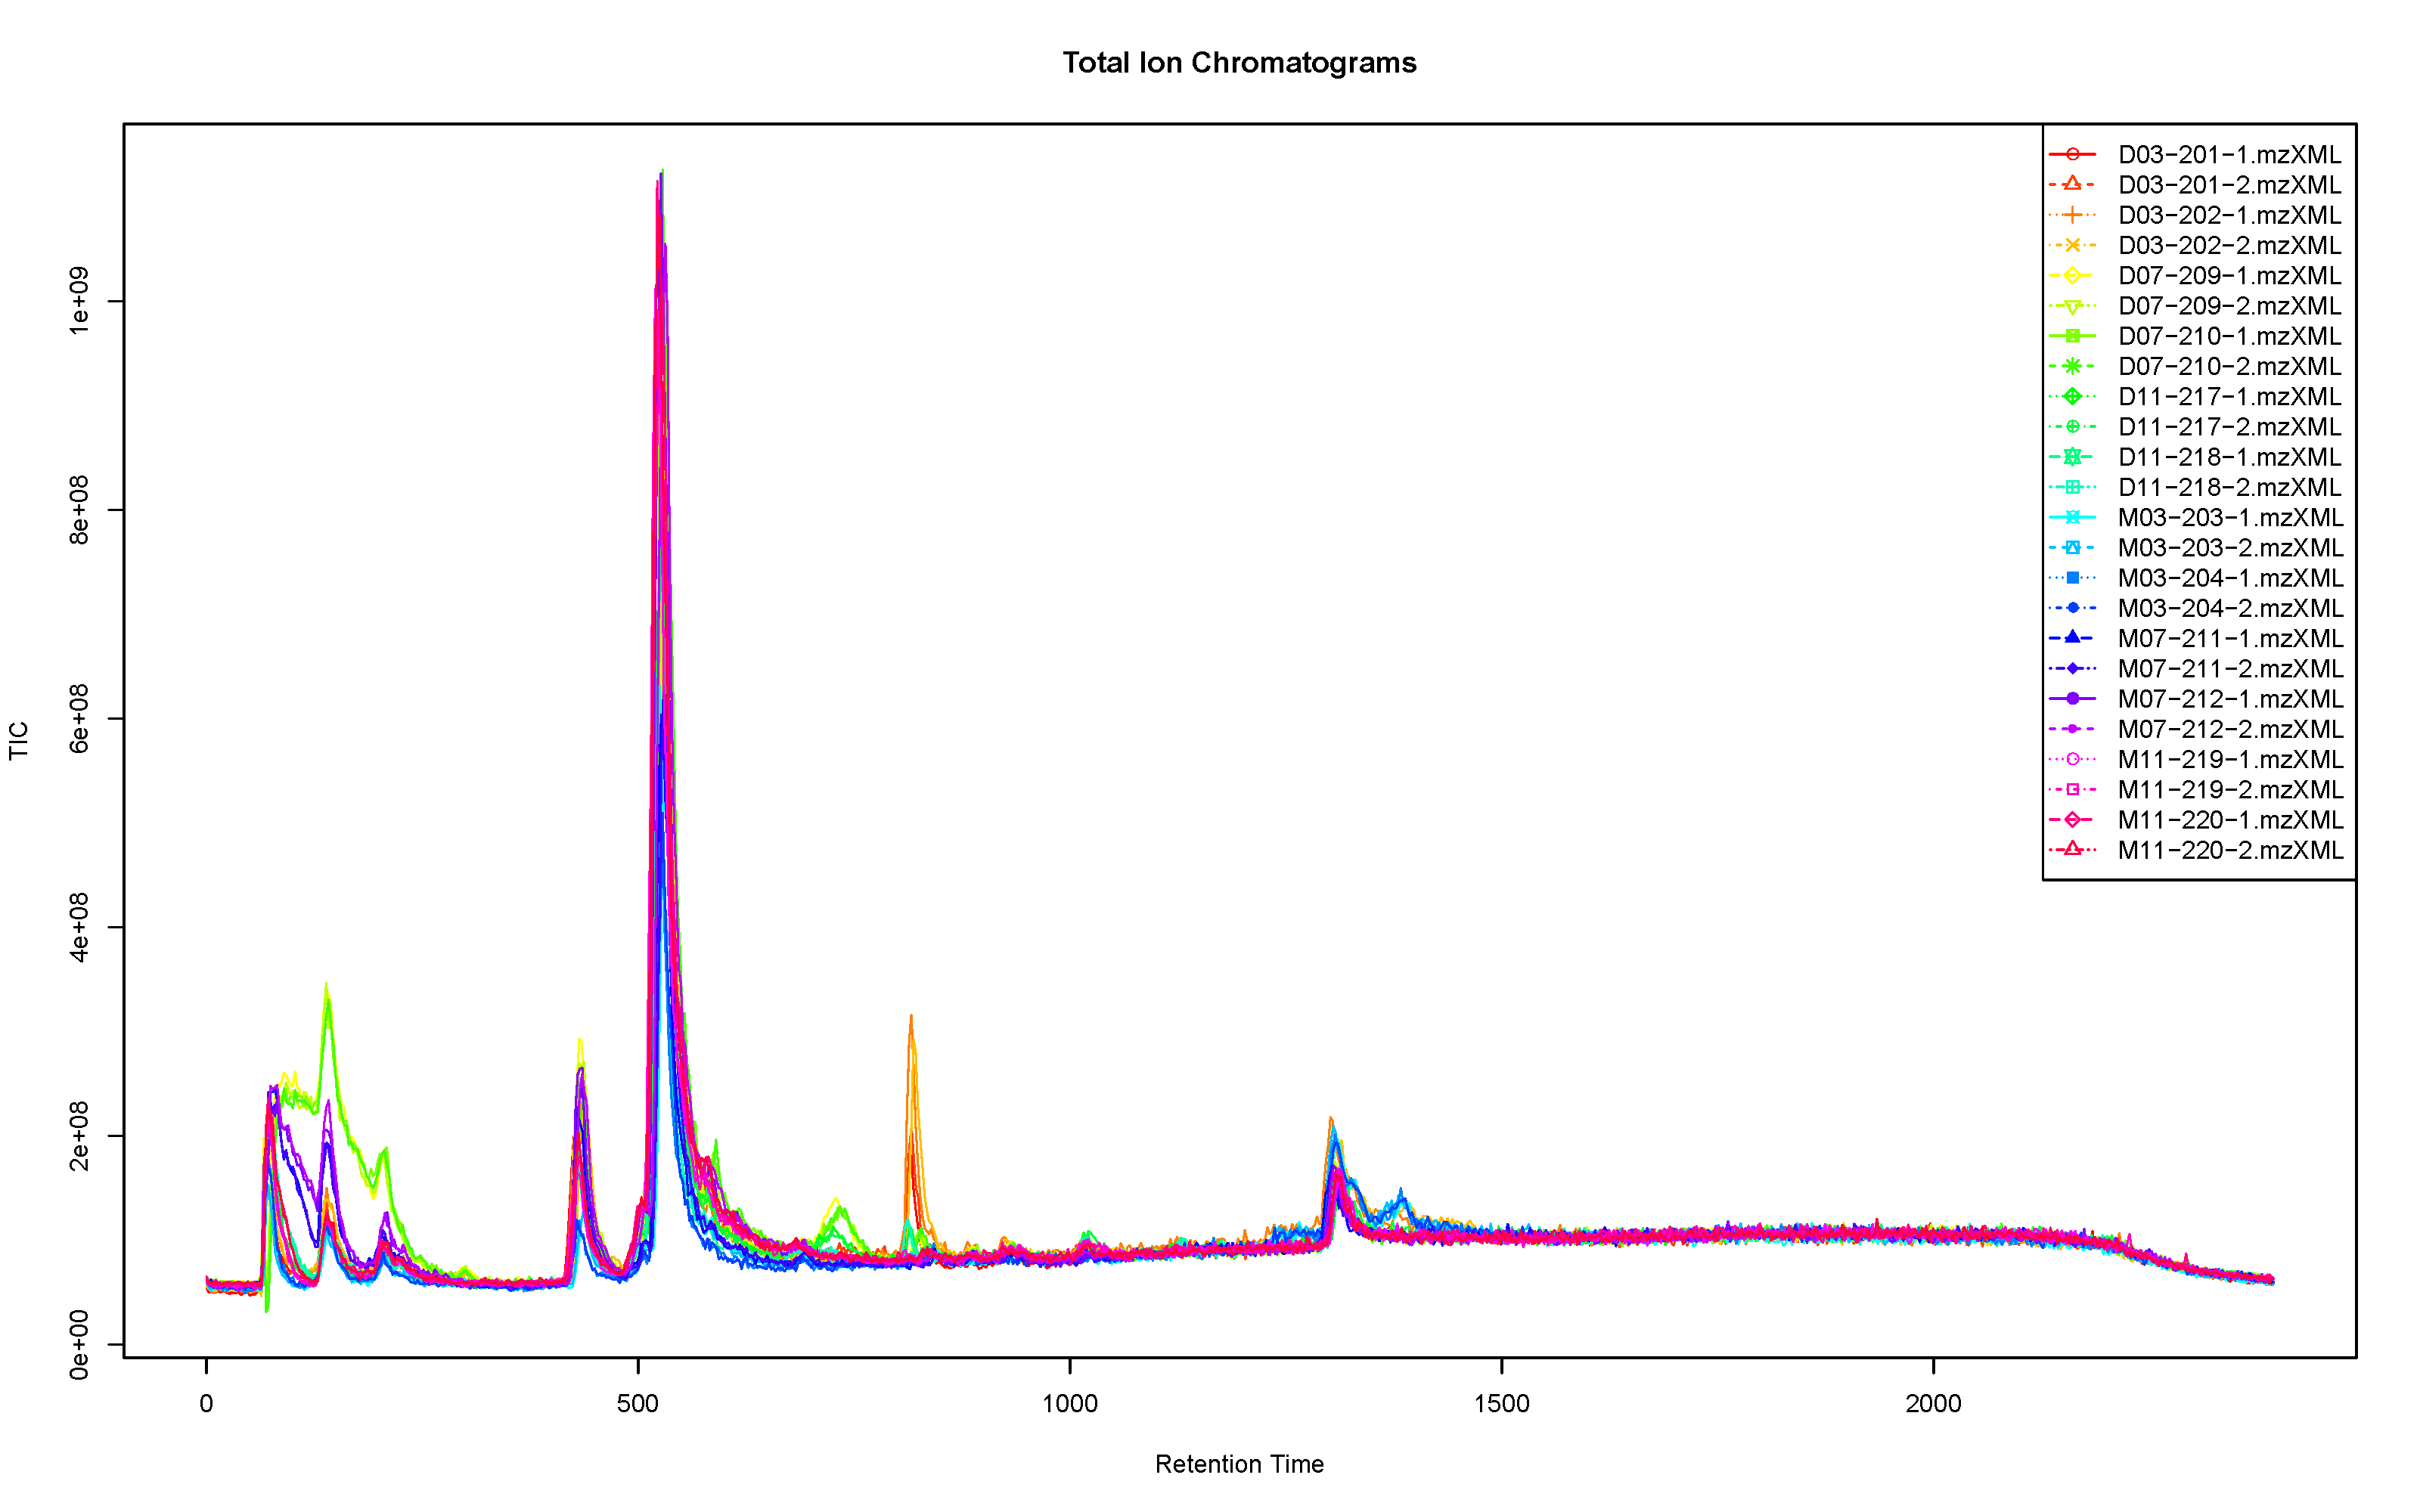 Total Ion Chromatograms
D03−201−1.mzXML
D03−201−2.mzXML
D03−202−1.mzXML
D03−202−2.mzXML
D07−209−1.mzXML
D07−209−2.mzXML
D07−210−1.mzXML
D07−210−2.mzXML
D11−217−1.mzXML
D11−217−2.mzXML
D11−218−1.mzXML
D11−218−2.mzXML
M03−203−1.mzXML
M03−203−2.mzXML
M03−204−1.mzXML
M03−204−2.mzXML
M07−211−1.mzXML
M07−211−2.mzXML
M07−212−1.mzXML
M07−212−2.mzXML
M11−219−1.mzXML
M11−219−2.mzXML
M11−220−1.mzXML
M11−220−2.mzXML
TIC
1e+09
8e+08
6e+08
4e+08
2e+08
0e+00
0 500 1000 1500 2000
Retention Time